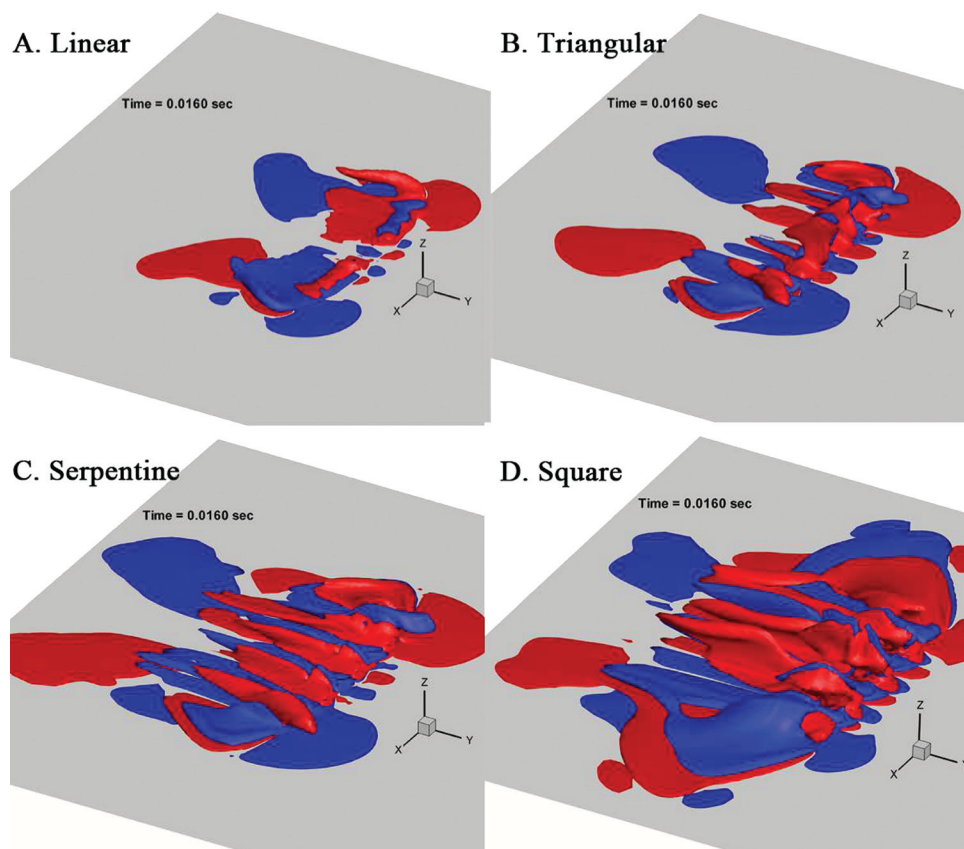 A. Linear
Time = 0.0160 sec
Z
X
Y
B. Triangular
Time = 0.0160 sec
Z
X
Y
C. Serpentine
Time = 0.0160 sec
Z
X
Y
D. Square
Time = 0.0160 sec
Z
X